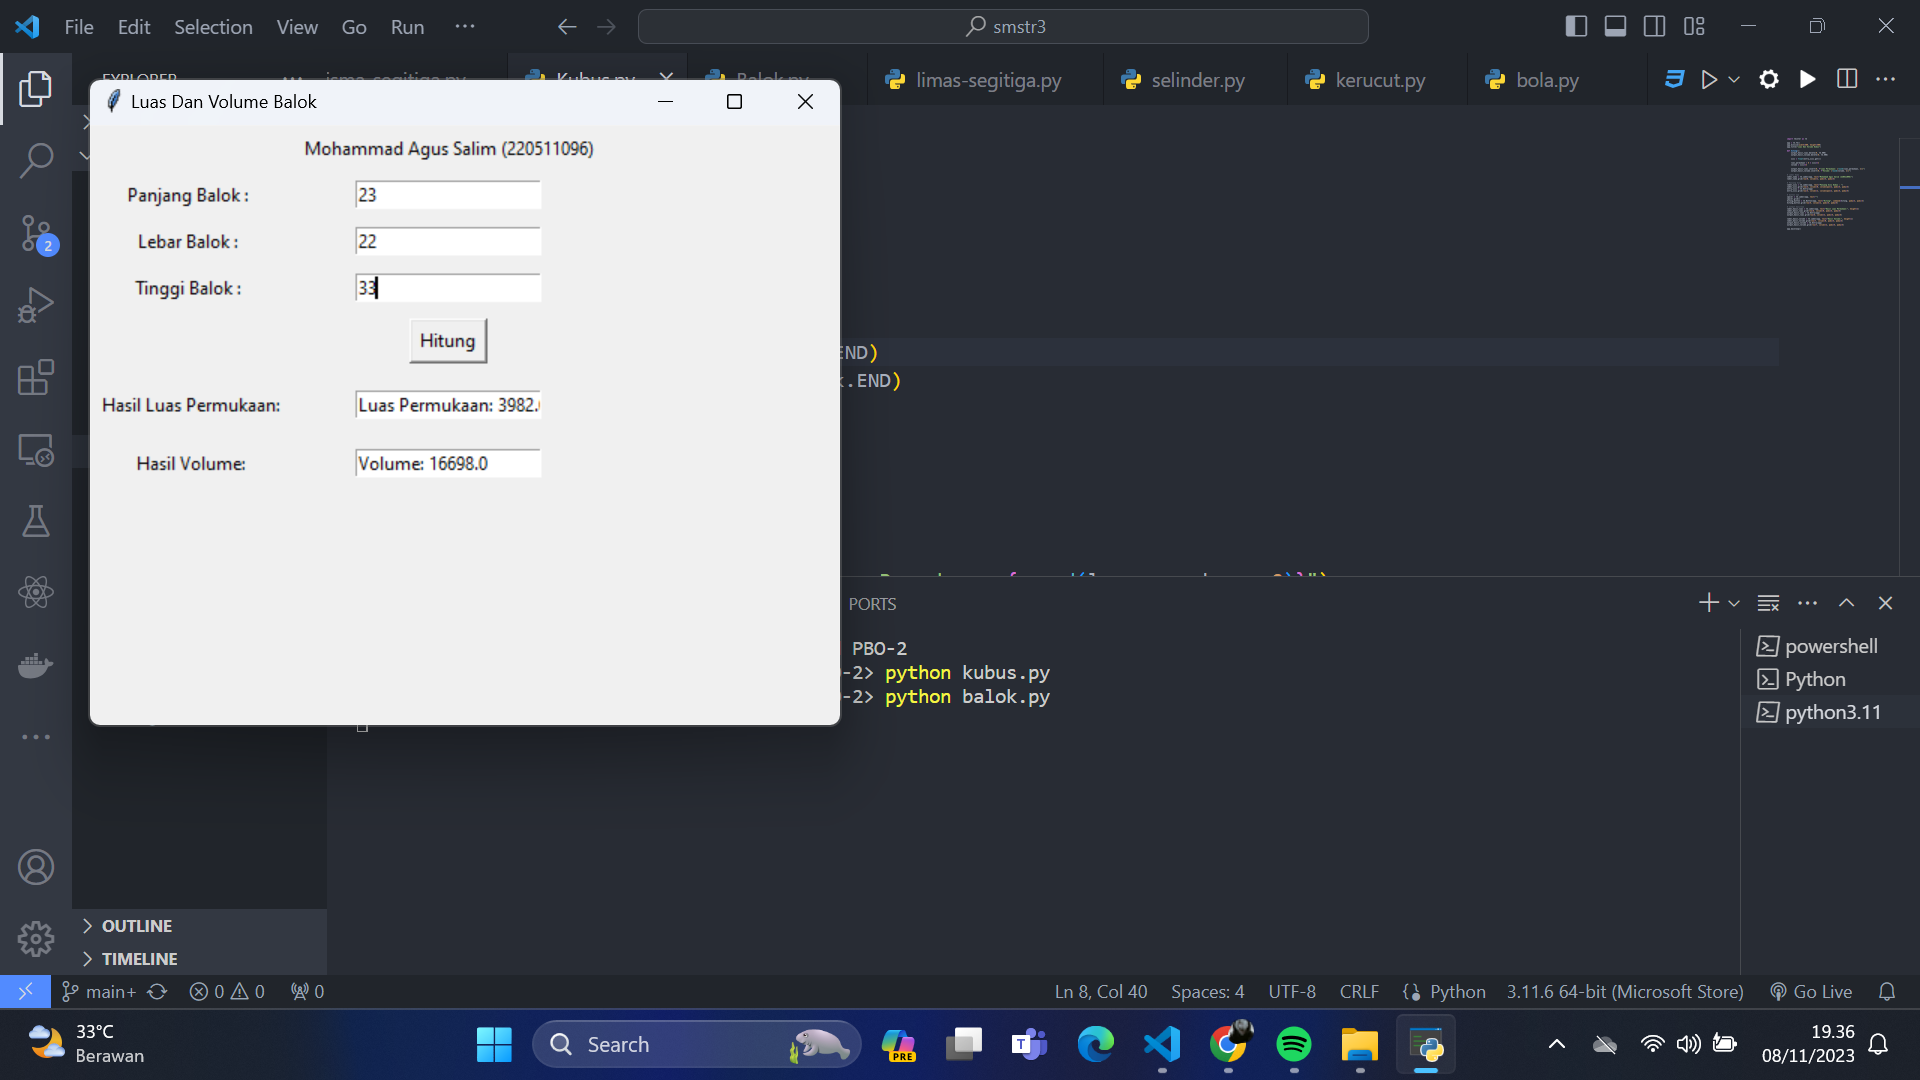 File Edit Selection View Go Run ··· smstr3
EXPLORER Kubus.py Balok.py limas-segitiga.py selinder.py kerucut.py bola.py
Luas Dan Volume Balok
Mohammad Agus Salim (220511096)
Panjang Balok : 23
Lebar Balok : 22
Tinggi Balok : 33
Hitung
Hasil Luas Permukaan: Luas Permukaan: 3982.
Hasil Volume: Volume: 16698.0
END)
.END)
PORTS
PBO-2
-2> python kubus.py
-2> python balok.py
powershell
Python
python3.11
2
OUTLINE
TIMELINE
main+ 0 0 0 Ln 8, Col 40 Spaces: 4 UTF-8 CRLF Python 3.11.6 64-bit (Microsoft Store) Go Live
33°C
Berawan
Search
PRE
T
19.36
08/11/2023